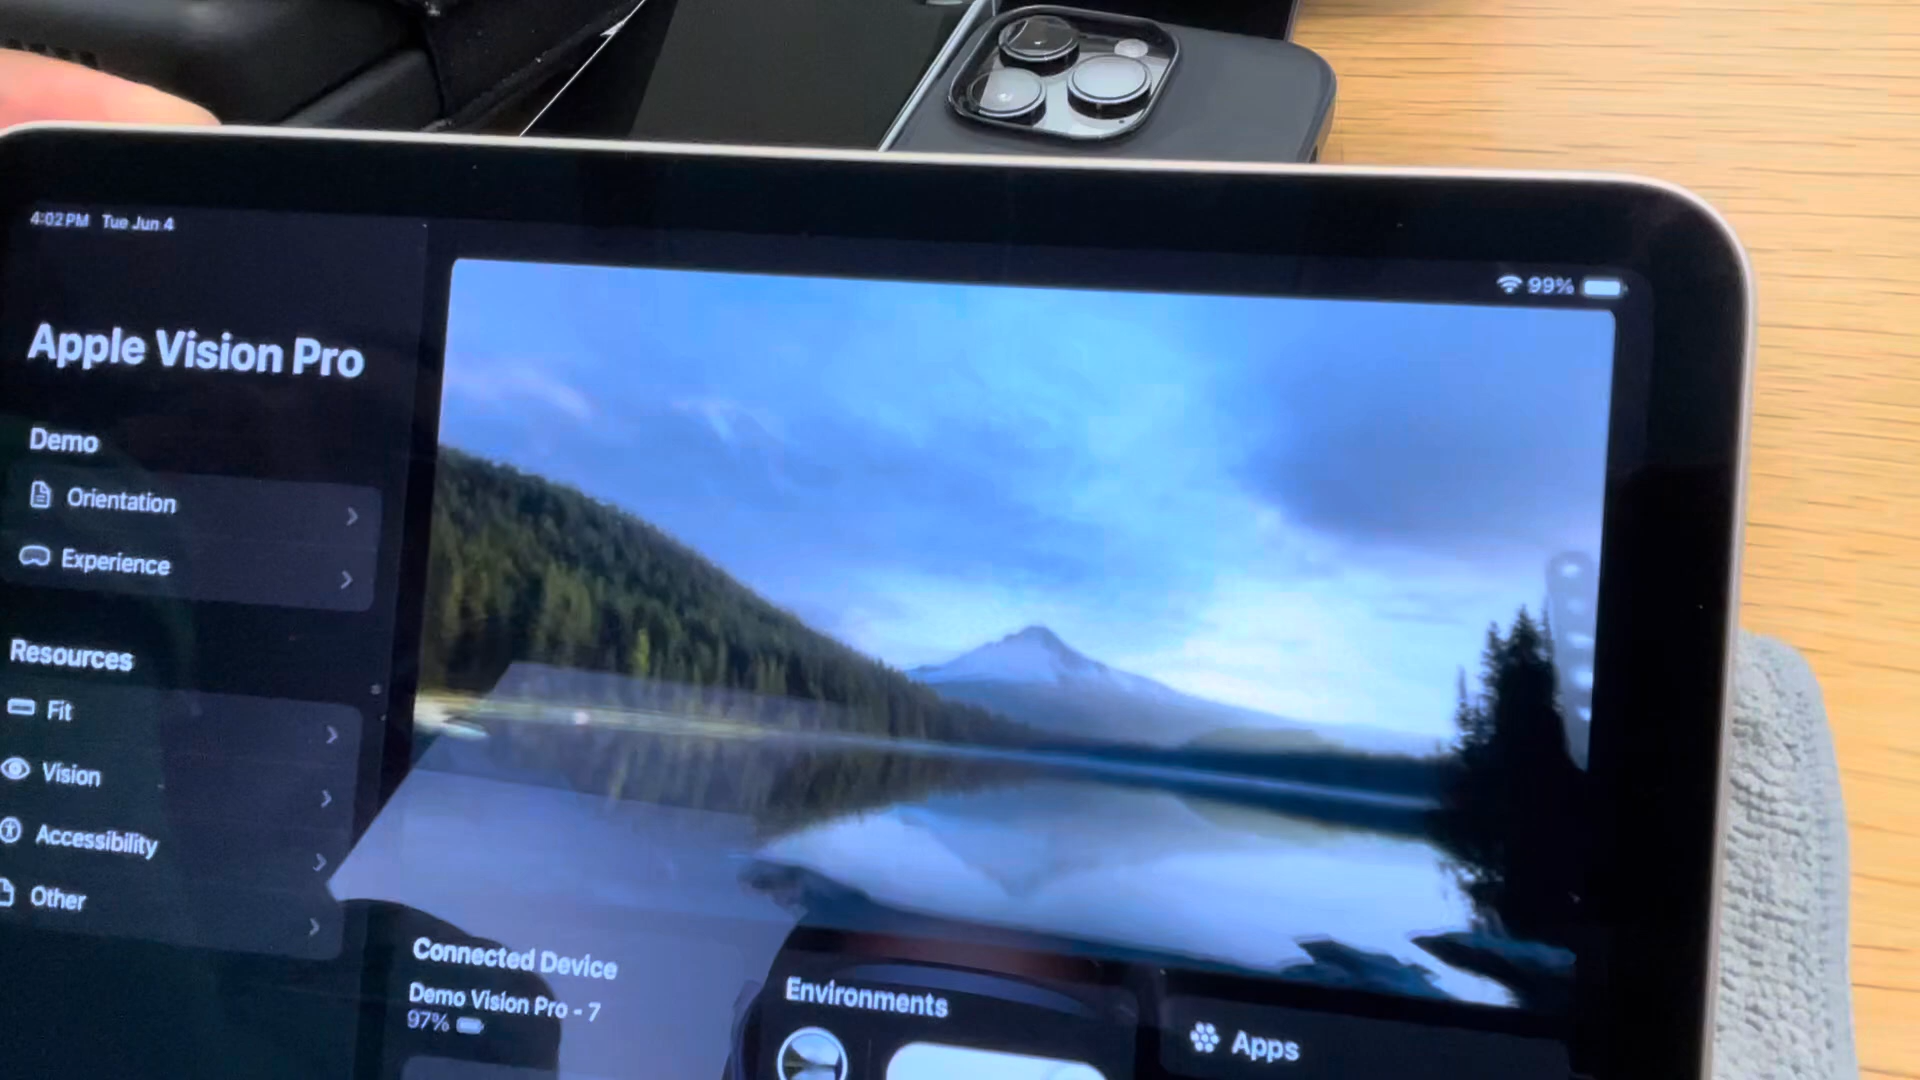 4:02 PM Tue Jun 4
99%
Apple Vision Pro
Demo
Orientation
Experience
Resources
Fit
Vision
Accessibility
Other
Connected Device
Demo Vision Pro - 7
97%
Environments
Apps